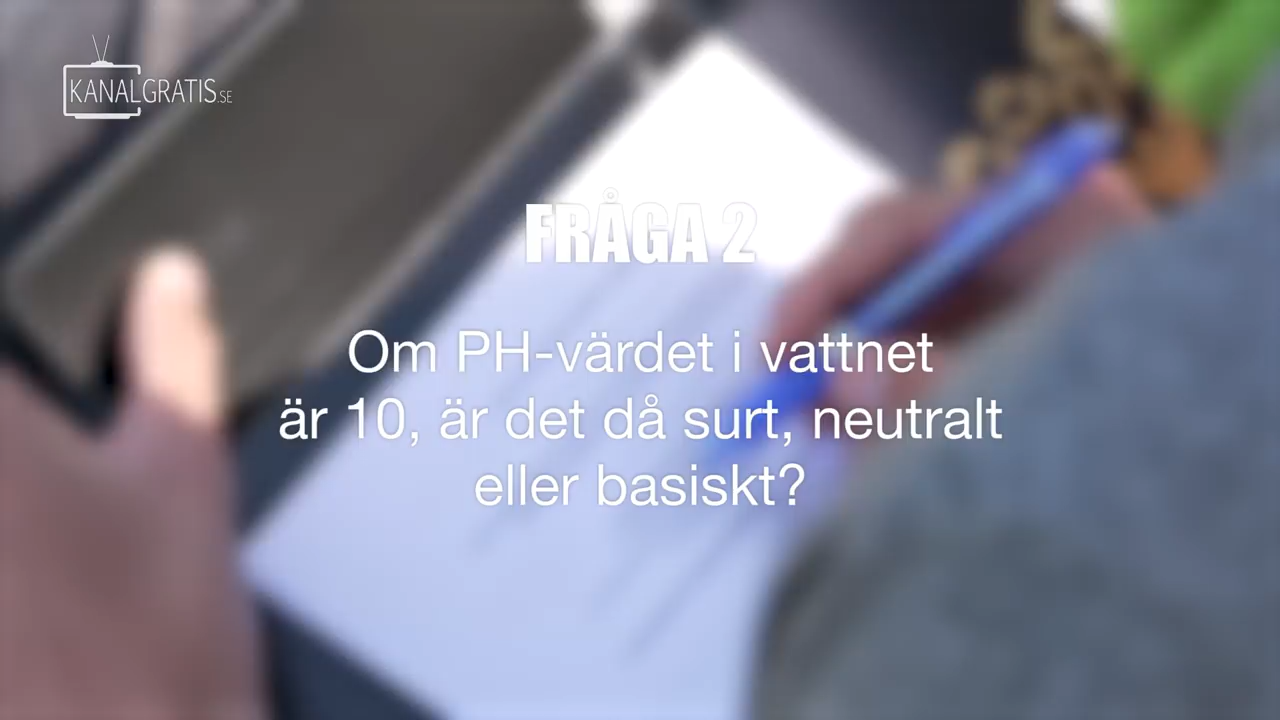 KANALGRATIS.SE
FRÅGA 2
Om PH-värdet i vattnet
är 10, är det då surt, neutralt
eller basiskt?